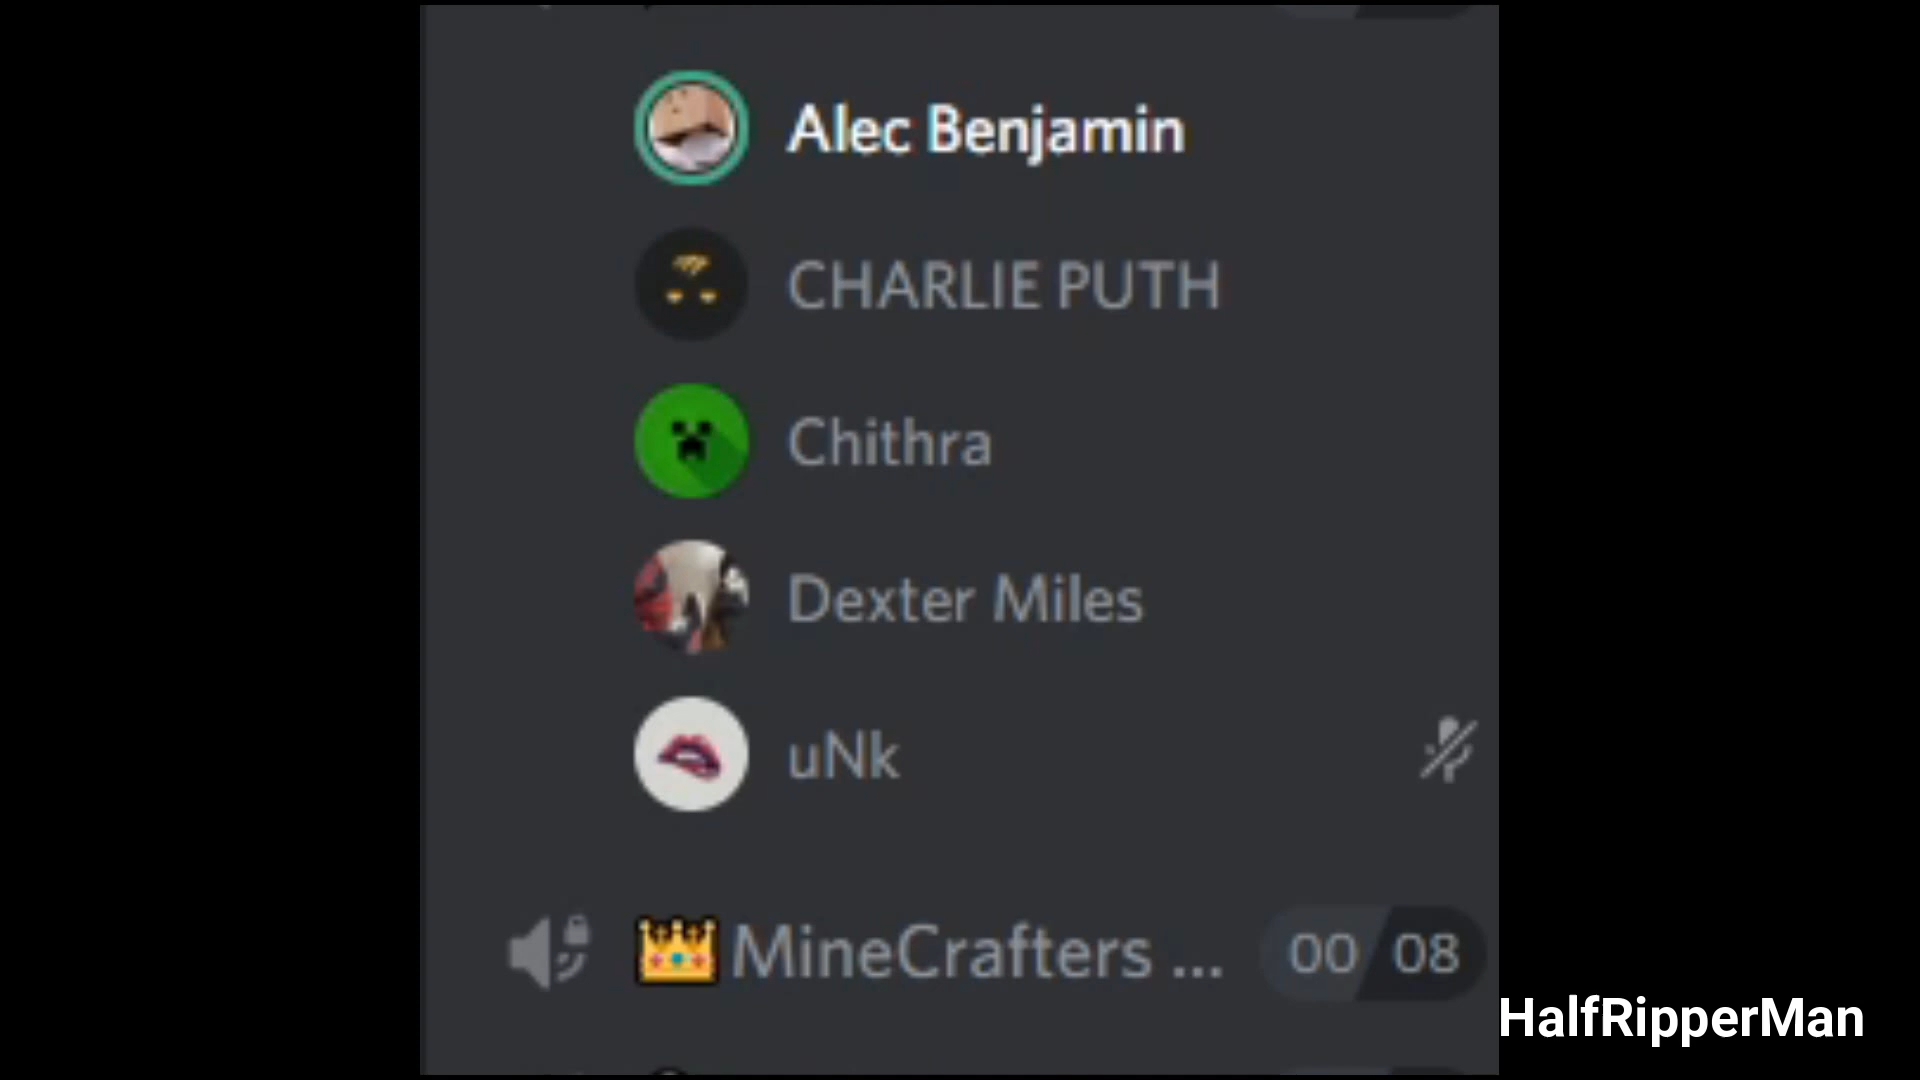 Alec Benjamin
CHARLIE PUTH
Chithra
Dexter Miles
uNk
MineCrafters ...
00 08
HalfRipperMan